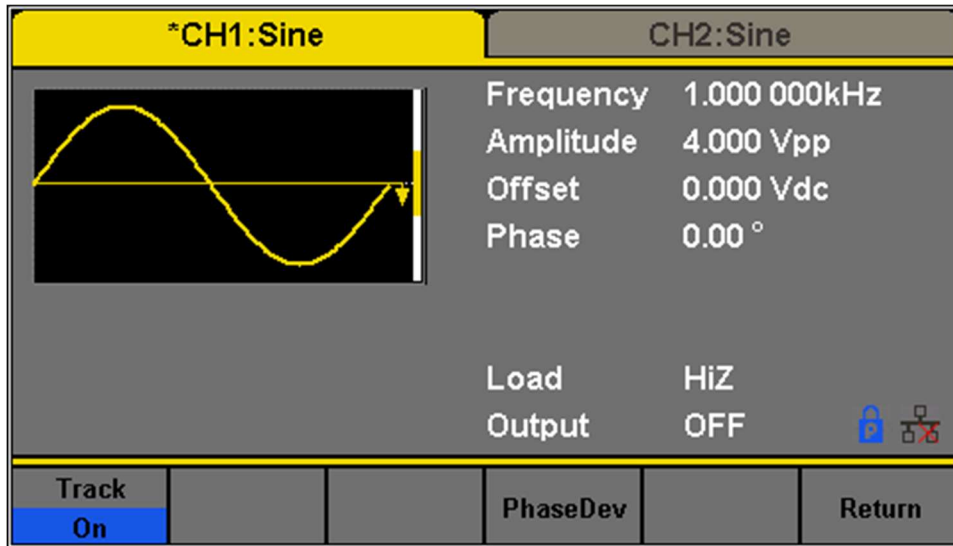 *CH1:Sine
CH2:Sine
Frequency 1.000 000kHz
Amplitude 4.000 Vpp
Offset 0.000 Vdc
Phase 0.00 °
Load HiZ
Output OFF
P
Track
On
PhaseDev
Return